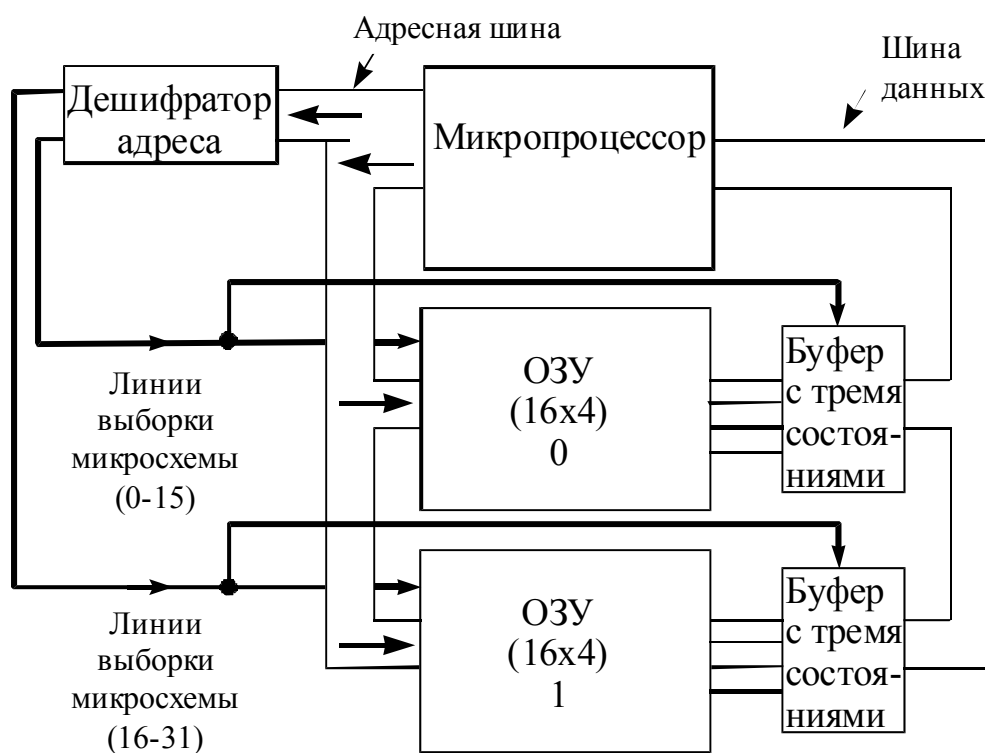 Адресная шина
Шина
данных
Дешифратор
адреса
Микропроцессор
Линии
выборки
микросхемы
(0-15)
ОЗУ
(16x4)
0
Буфер
с тремя
состоя-
ниями
Линии
выборки
микросхемы
(16-31)
ОЗУ
(16x4)
1
Буфер
с тремя
состоя-
ниями